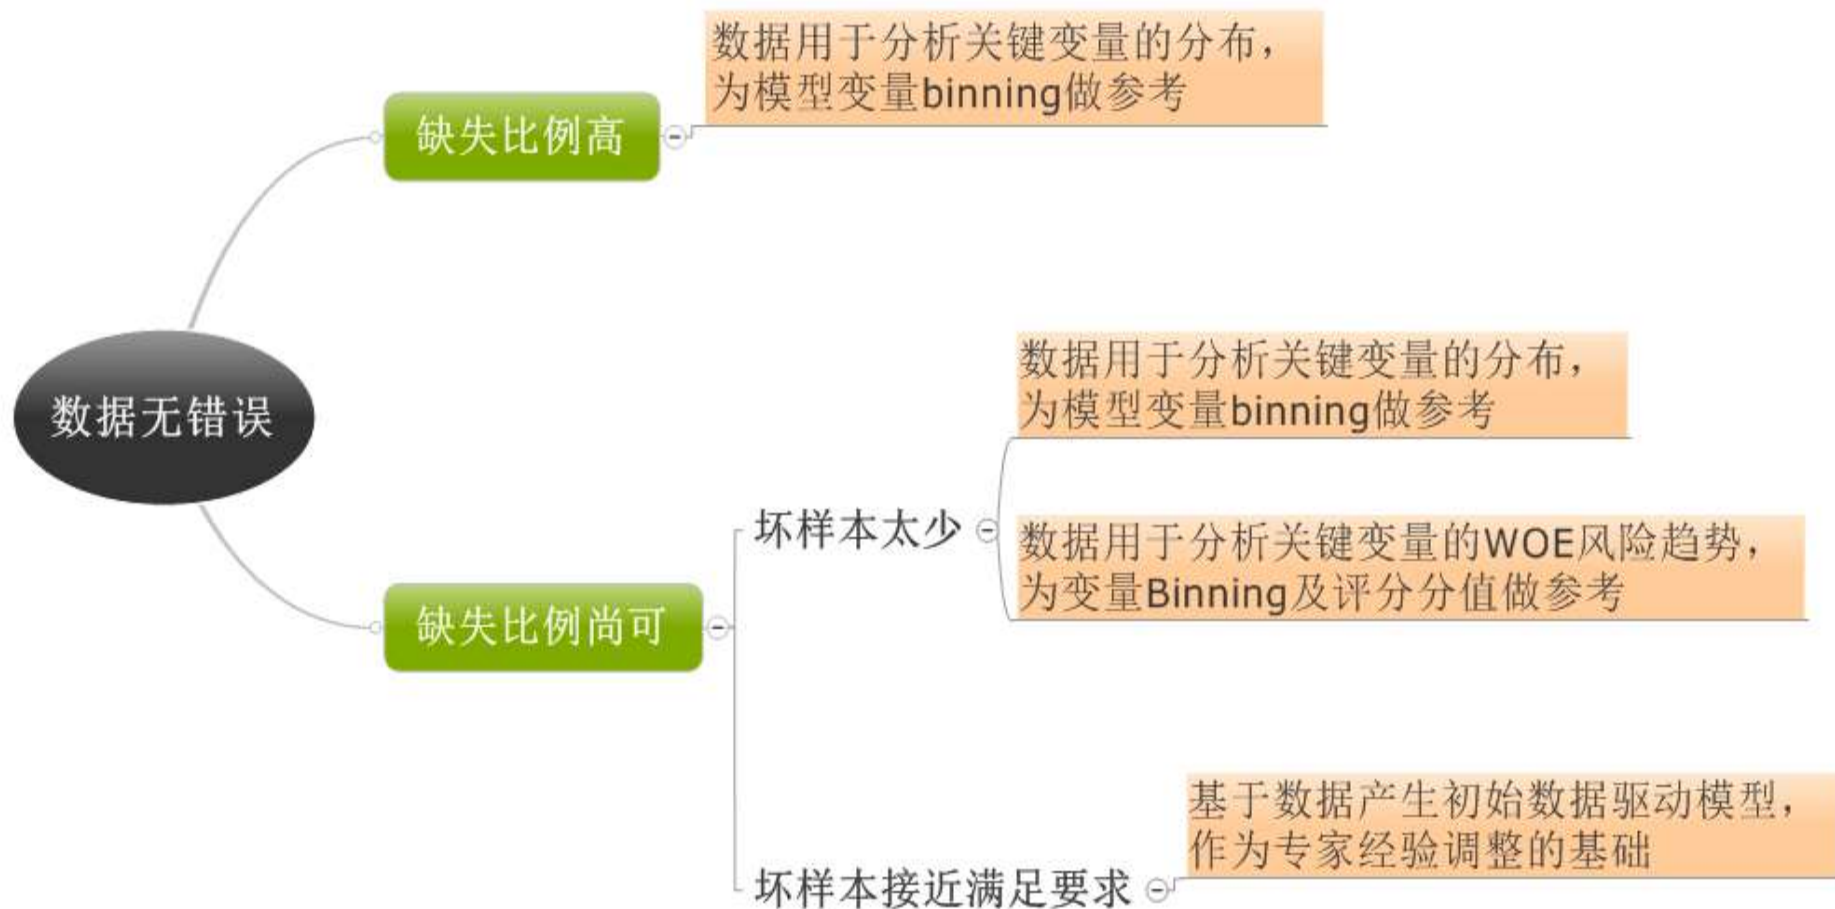 数据用于分析关键变量的分布，
为模型变量binning做参考
缺失比例高
数据无错误
数据用于分析关键变量的分布，
为模型变量binning做参考
坏样本太少
数据用于分析关键变量的WOE风险趋势，
为变量Binning及评分分值做参考
缺失比例尚可
基于数据产生初始数据驱动模型，
作为专家经验调整的基础
坏样本接近满足要求